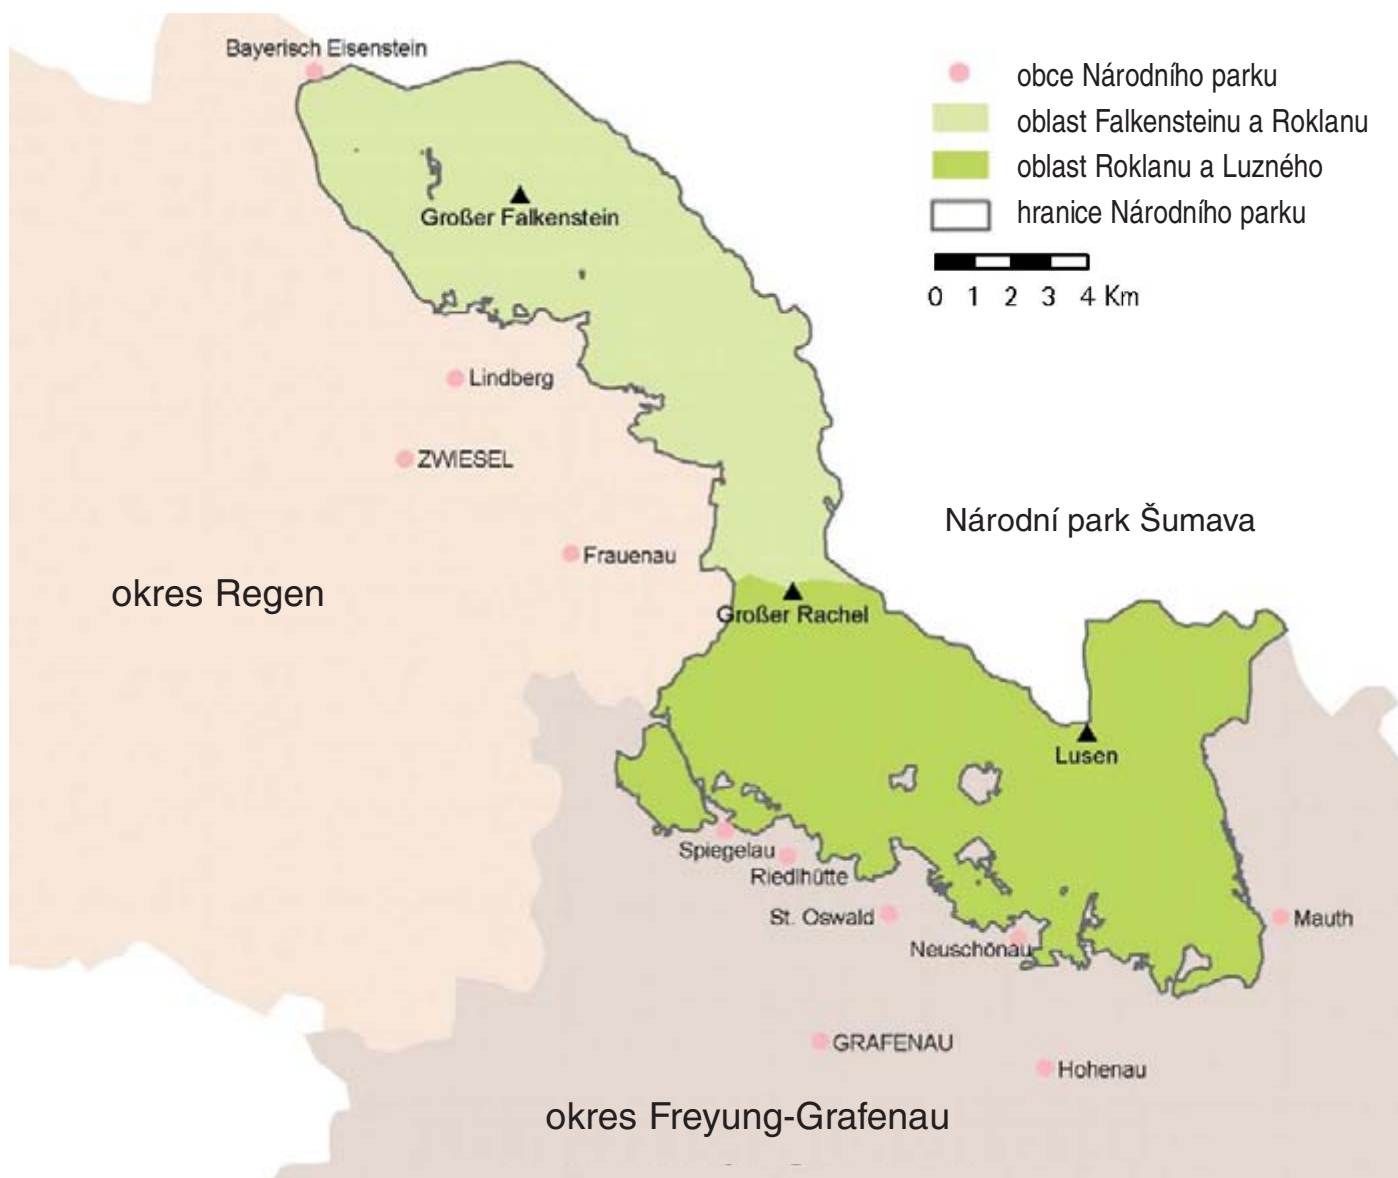 Bayerisch Eisenstein
obce Národního parku
oblast Falkensteinu a Roklanu
oblast Roklanu a Luzného
hranice Národního parku
0 1 2 3 4 Km
Großer Falkenstein
Lindberg
ZWIESEL
Národní park Šumava
Frauenau
okres Regen
Großer Rachel
Lusen
Spiegelau
Riedlhütte
St. Oswald
Mauth
Neuschönau
GRAFENAU
Hohenau
okres Freyung-Grafenau